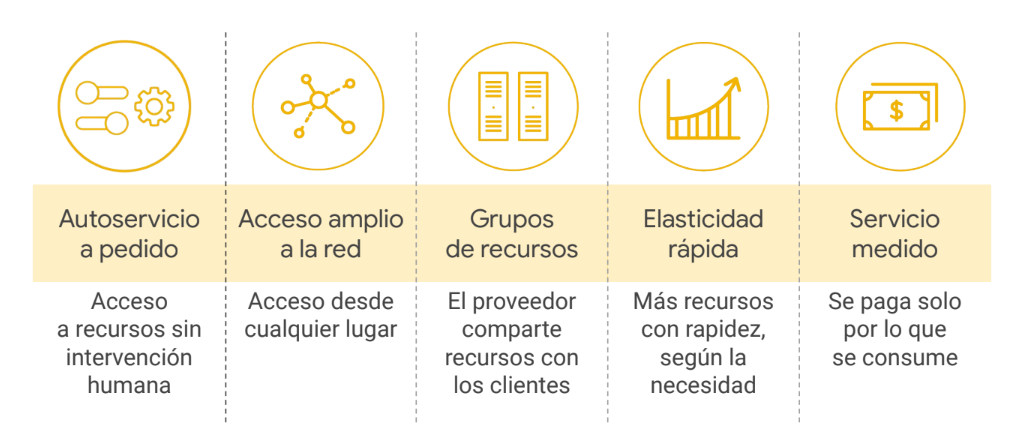 $
Autoservicio
a pedido
Acceso amplio
a la red
Grupos
de recursos
Elasticidad
rápida
Servicio
medido
Acceso
a recursos sin
intervención
humana
Acceso desde
cualquier lugar
El proveedor
comparte
recursos con
los clientes
Más recursos
con rapidez,
según la
necesidad
Se paga solo
por lo que
se consume